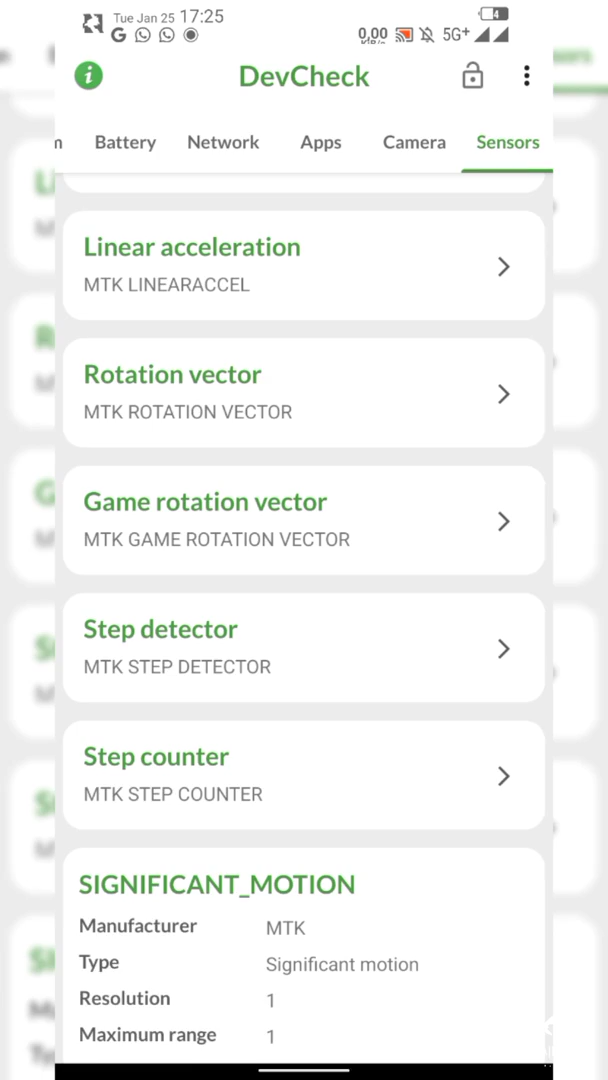 Tue Jan 25 17:25
4
0,00
5G+
DevCheck
Battery Network Apps Camera Sensors
Linear acceleration
MTK LINEARACCEL
Rotation vector
MTK ROTATION VECTOR
Game rotation vector
MTK GAME ROTATION VECTOR
Step detector
MTK STEP DETECTOR
Step counter
MTK STEP COUNTER
SIGNIFICANT_MOTION
Manufacturer MTK
Type Significant motion
Resolution 1
Maximum range 1